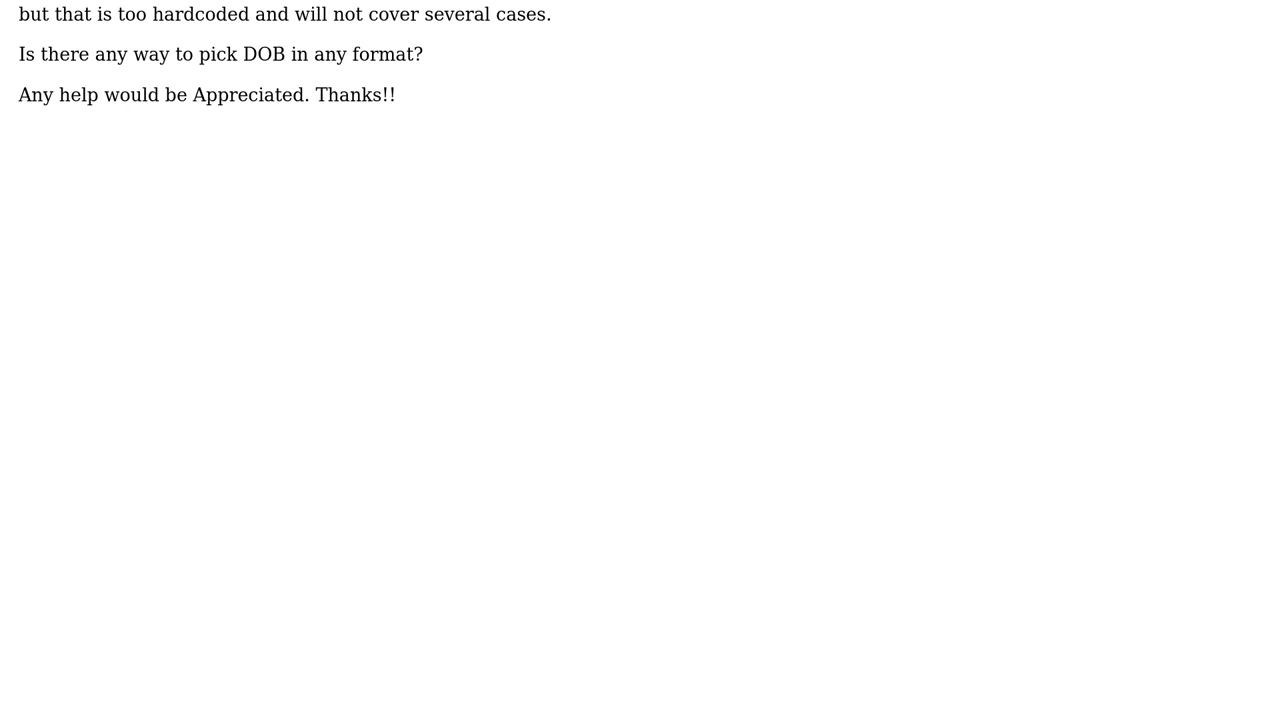 but that is too hardcoded and will not cover several cases.
Is there any way to pick DOB in any format?
Any help would be Appreciated. Thanks!!